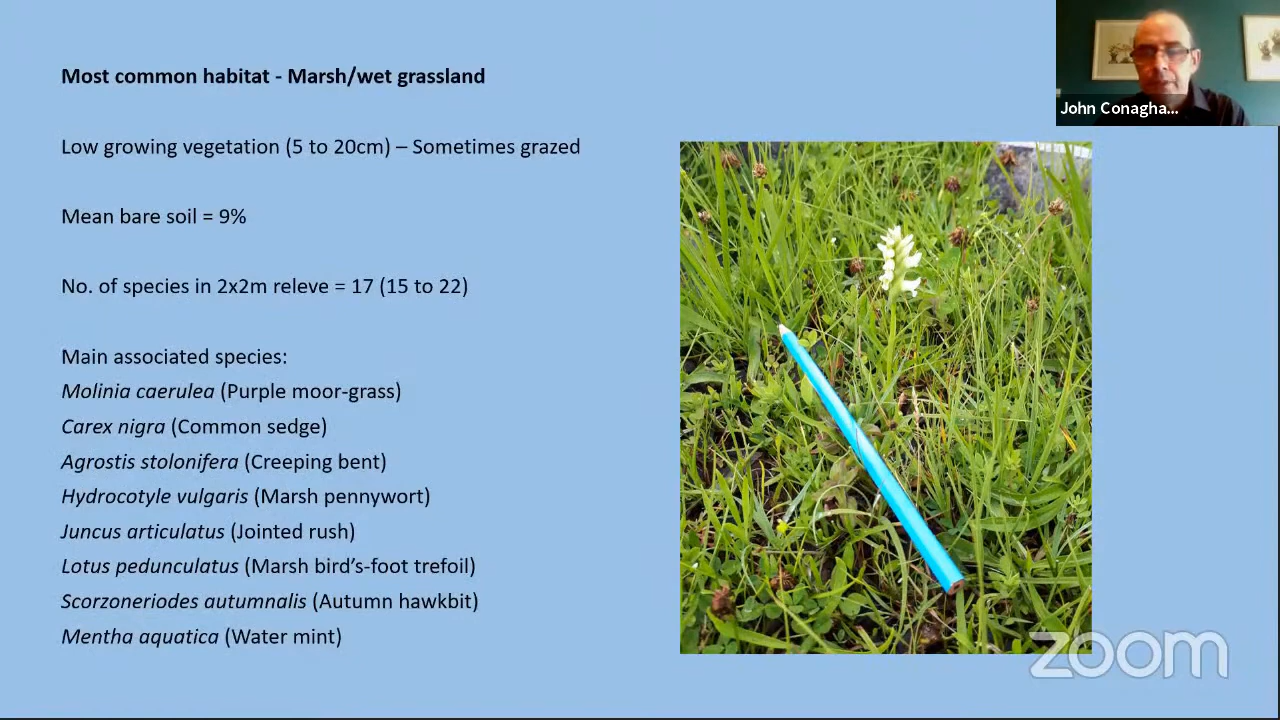 Most common habitat - Marsh/wet grassland
Low growing vegetation (5 to 20cm) – Sometimes grazed
Mean bare soil = 9%
No. of species in 2x2m releve = 17 (15 to 22)
Main associated species:
Molinia caerulea (Purple moor-grass)
Carex nigra (Common sedge)
Agrostis stolonifera (Creeping bent)
Hydrocotyle vulgaris (Marsh pennywort)
Juncus articulatus (Jointed rush)
Lotus pedunculatus (Marsh bird’s-foot trefoil)
Scorzoneriodes autumnalis (Autumn hawkbit)
Mentha aquatica (Water mint)
John Conagha...
zoom